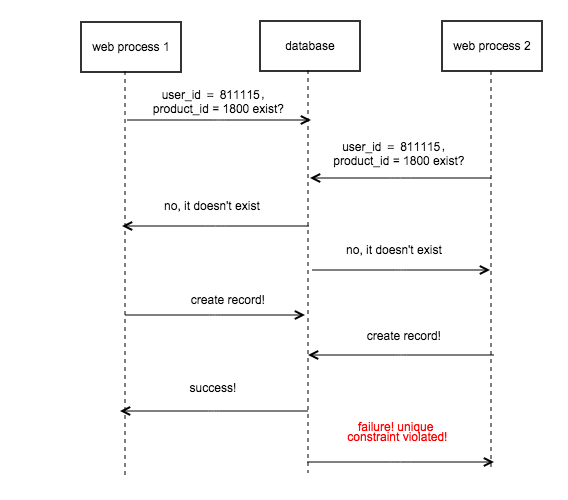 web process 1
database
web process 2
user_id = 811115,
product_id = 1800 exist?
user_id = 811115,
product_id = 1800 exist?
no, it doesn't exist
no, it doesn't exist
create record!
create record!
success!
failure! unique
constraint violated!